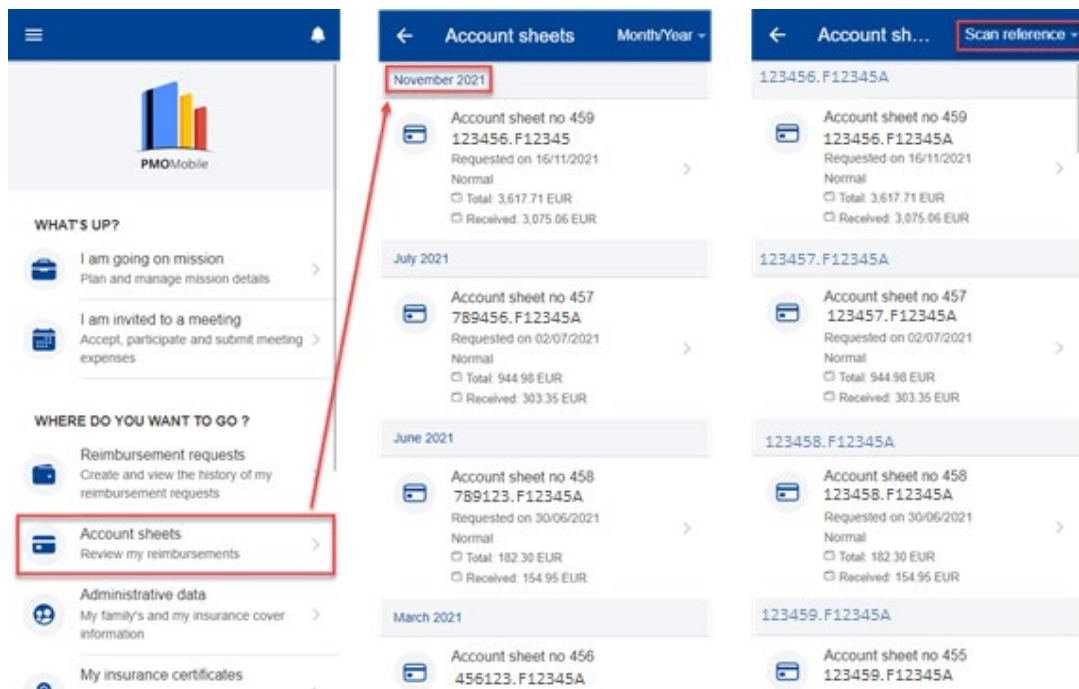 PMOMobile
WHAT'S UP?
I am going on mission
Plan and manage mission details
I am invited to a meeting
Accept, participate and submit meeting
expenses
WHERE DO YOU WANT TO GO ?
Reimbursement requests
Create and view the history of my
reimbursement requests
Account sheets
Review my reimbursements
Administrative data
My family's and my insurance cover
information
My insurance certificates
Account sheets Month/Year
November 2021
Account sheet no 459
123456.F12345
Requested on 16/11/2021
Normal
Total: 3,617.71 EUR
Received: 3,075.06 EUR
July 2021
Account sheet no 457
789456.F12345A
Requested on 02/07/2021
Normal
Total: 944.98 EUR
Received: 303.35 EUR
June 2021
Account sheet no 458
789123.F12345A
Requested on 30/06/2021
Normal
Total: 182.30 EUR
Received: 154.95 EUR
March 2021
Account sheet no 456
456123.F12345A
Account sh... Scan reference
123456.F12345A
Account sheet no 459
123456.F12345A
Requested on 16/11/2021
Normal
Total: 3,617.71 EUR
Received: 3,075.06 EUR
123457.F12345A
Account sheet no 457
123457.F12345A
Requested on 02/07/2021
Normal
Total: 944.98 EUR
Received: 303.35 EUR
123458.F12345A
Account sheet no 458
123458.F12345A
Requested on 30/06/2021
Normal
Total: 182.30 EUR
Received: 154.95 EUR
123459.F12345A
Account sheet no 455
123459.F12345A